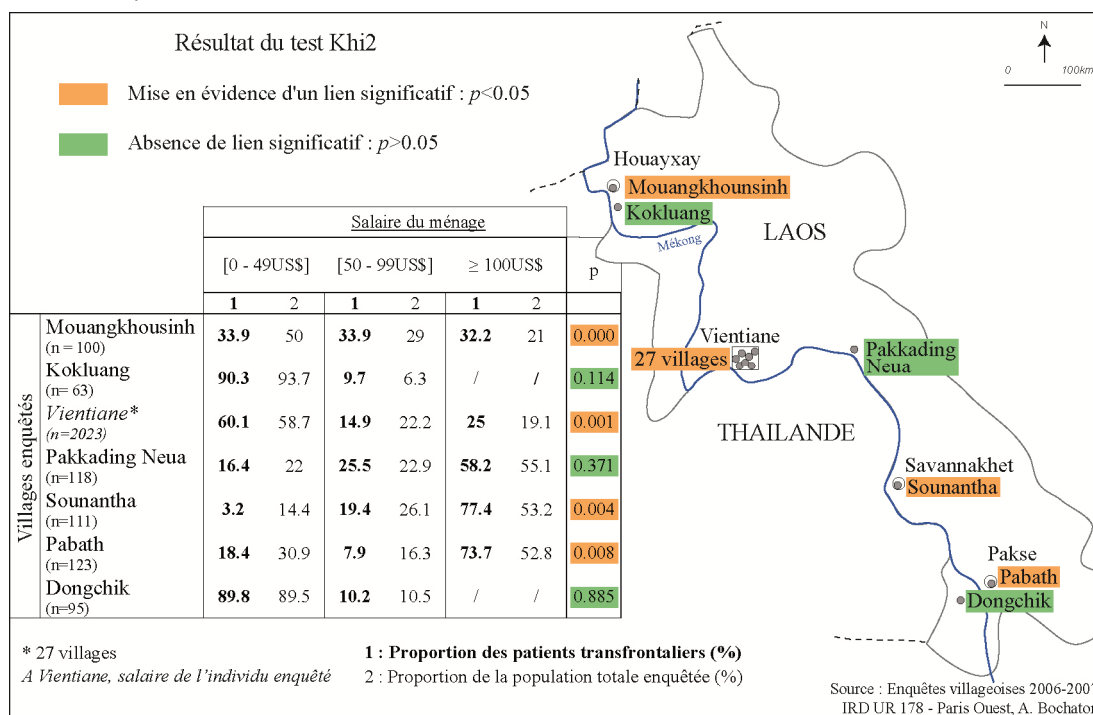 Résultat du test Khi2
Mise en évidence d'un lien significatif : p<0.05
Absence de lien significatif : p>0.05
N
0 100km
Houayxay
Mouangkhounsinh
Kokluang
Mékong
LAOS
Vientiane
27 villages
Pakkading
Neua
THAILANDE
Savannakhet
Sounantha
Pakse
Pabath
Dongchik
Salaire du ménage
[0 - 49US$] [50 - 99US$] ≥ 100US$ p
1 2 1 2 1 2
Villages enquêtés
Mouangkhousinh
(n = 100)
33.9 50 33.9 29 32.2 21 0.000
Kokluang
(n= 63)
90.3 93.7 9.7 6.3 / / 0.114
Vientiane*
(n=2023)
60.1 58.7 14.9 22.2 25 19.1 0.001
Pakkading Neua
(n=118)
16.4 22 25.5 22.9 58.2 55.1 0.371
Sounantha
(n=111)
3.2 14.4 19.4 26.1 77.4 53.2 0.004
Pabath
(n=123)
18.4 30.9 7.9 16.3 73.7 52.8 0.008
Dongchik
(n=95)
89.8 89.5 10.2 10.5 / / 0.885
* 27 villages
A Vientiane, salaire de l'individu enquêté
1 : Proportion des patients transfrontaliers (%)
2 : Proportion de la population totale enquêtée (%)
Source : Enquêtes villageoises 2006-2007
IRD UR 178 - Paris Ouest, A. Bochaton